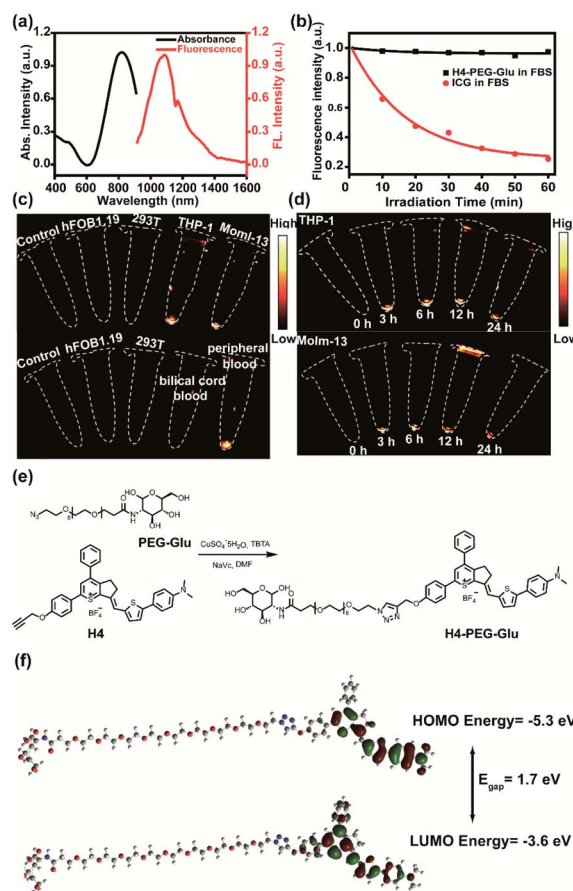 (a)
Absorbance
Fluorescence
Abs. Intensity (a.u.)
FL. Intensity (a.u.)
1.2
0.9
0.6
0.3
0.0
1.2
0.9
0.6
0.3
0.0
400 600 800 1000 1200 1400 1600
Wavelength (nm)
(b)
H4-PEG-Glu in FBS
ICG in FBS
Fluorescence intensity (a.u.)
1.0
0.8
0.6
0.4
0.2
0 10 20 30 40 50 60
Irradiation Time (min)
(c)
Control hFOB1.19 293T THP-1 Moml-13
High
Low
Control hFOB1.19 293T
bilical cord
blood
peripheral
blood
(d)
THP-1
0 h 3 h 6 h 12 h 24 h
High
Low
Molm-13
0 h 3 h 6 h 12 h 24 h
(e)
PEG-Glu
H4
CuSO4·5H2O, TBTA
NaVc, DMF
H4-PEG-Glu
(f)
HOMO Energy= -5.3 eV
Egap= 1.7 eV
LUMO Energy= -3.6 eV